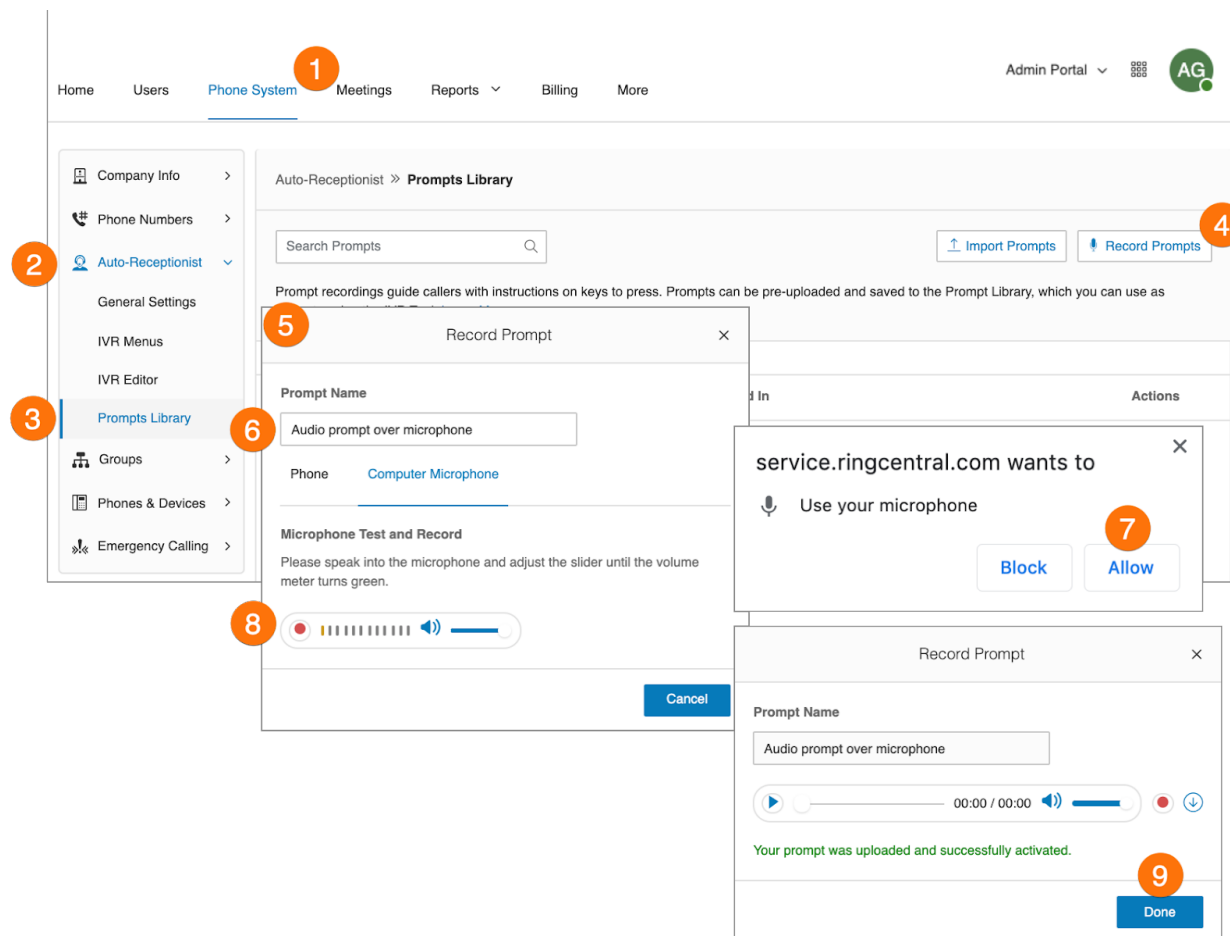 1
Admin Portal
AG
Home Users Phone System Meetings Reports Billing More
Company Info
Phone Numbers
2
Auto-Receptionist
General Settings
IVR Menus
IVR Editor
3
Prompts Library
Groups
Phones & Devices
Emergency Calling
Auto-Receptionist » Prompts Library
4
Search Prompts
Import Prompts
Record Prompts
Prompt recordings guide callers with instructions on keys to press. Prompts can be pre-uploaded and saved to the Prompt Library, which you can use as
In Actions
5
Record Prompt
Prompt Name
6
Audio prompt over microphone
Phone Computer Microphone
Microphone Test and Record
Please speak into the microphone and adjust the slider until the volume
meter turns green.
8
Cancel
service.ringcentral.com wants to
Use your microphone
7
Block Allow
Record Prompt
Prompt Name
Audio prompt over microphone
00:00 / 00:00
Your prompt was uploaded and successfully activated.
9
Done